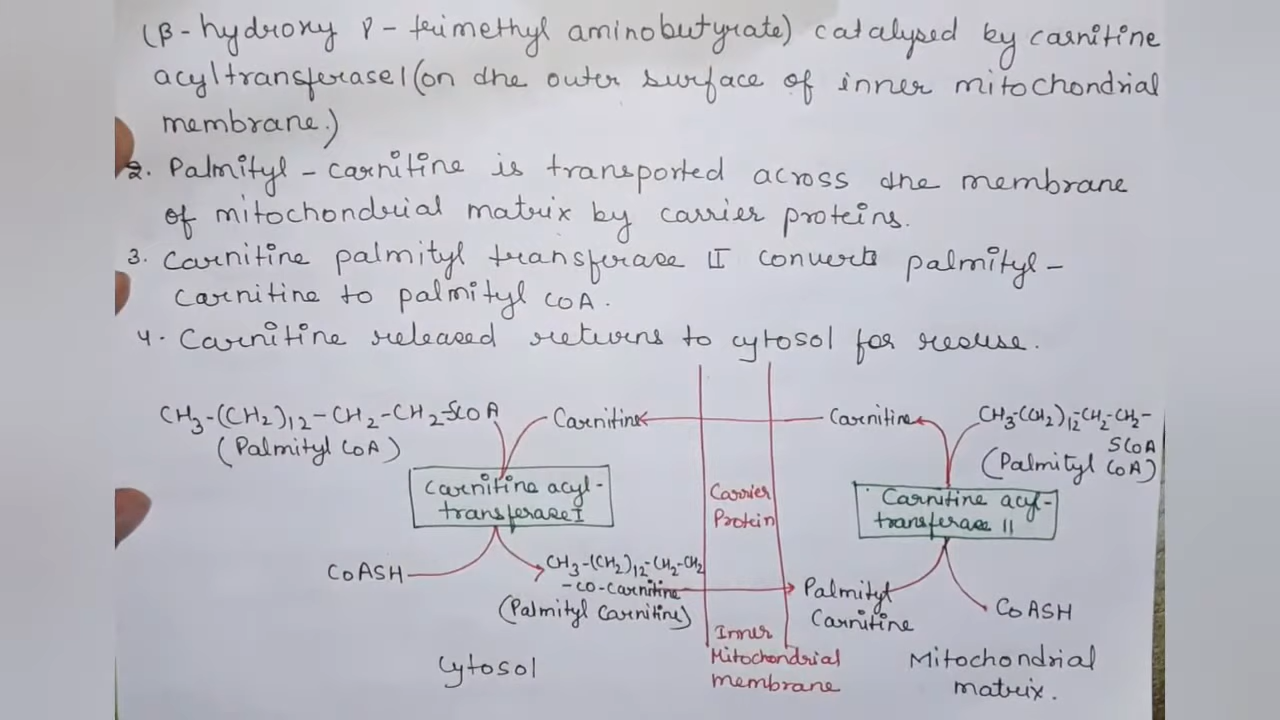 (β-hydroxy γ-trimethyl aminobutyrate) catalysed by carnitine
acyltransferase I (on the outer surface of inner mitochondrial
membrane.)
2. Palmityl-carnitine is transported across the membrane
of mitochondrial matrix by carrier proteins.
3. Carnitine palmityl transferase II converts palmityl-
carnitine to palmityl COA.
4. Carnitine released returns to cytosol for reuse.
CH3-(CH2)12-CH2-CH2-SCOA
(Palmityl COA)
Carnitine
Carnitine
CH3-(CH2)12-CH2-CH2-
SCOA
(Palmityl COA)
Carnitine acyl-
transferase I
Carrier
Protein
Carnitine acyl-
transferase II
COASH
CH3-(CH2)12-CH2-CH2
-CO-Carnitine
(Palmityl Carnitine)
Palmityl
Carnitine
COASH
Cytosol
Inner
Mitochondrial
membrane
Mitochondrial
matrix.